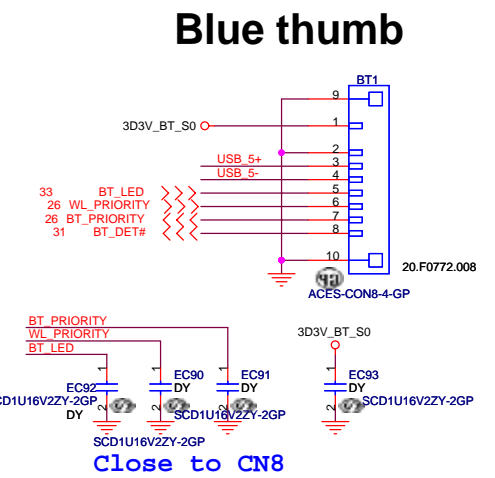 Blue thumb
BT1
9
3D3V_BT_S0
1
2
USB_5+
3
USB_5-
4
33 BT_LED
5
26 WL_PRIORITY
6
26 BT_PRIORITY
7
31 BT_DET#
8
10
20.F0772.008
ACES-CON8-4-GP
BT_PRIORITY
WL_PRIORITY
BT_LED
3D3V_BT_S0
1
1
1
1
EC92
DY
EC90
DY
EC91
DY
EC93
DY
2
2
2
2
CD1U16V2ZY-2GP
SCD1U16V2ZY-2GP
SCD1U16V2ZY-2GP
SCD1U16V2ZY-2GP
Close to CN8